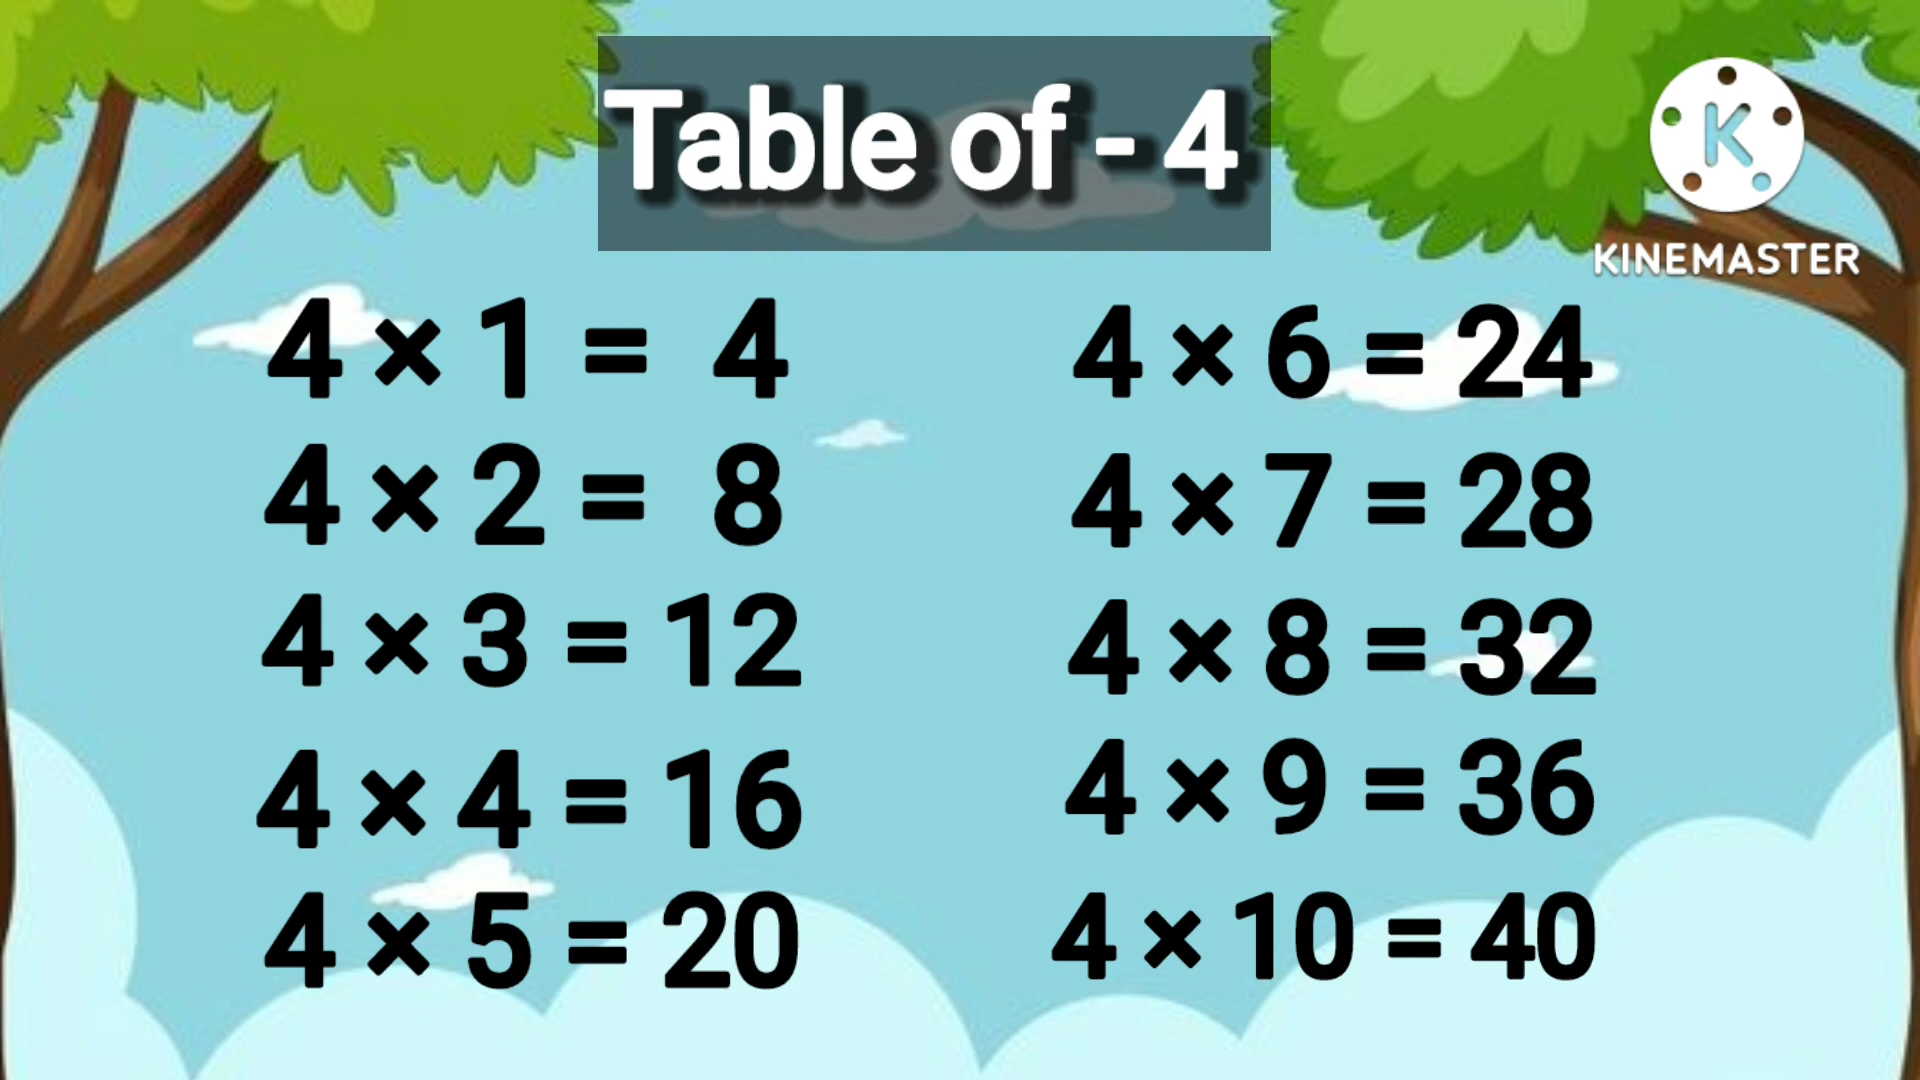 Table of - 4
K
KINEMASTER
4 × 1 = 4
4 × 2 = 8
4 × 3 = 12
4 × 4 = 16
4 × 5 = 20
4 × 6 = 24
4 × 7 = 28
4 × 8 = 32
4 × 9 = 36
4 × 10 = 40